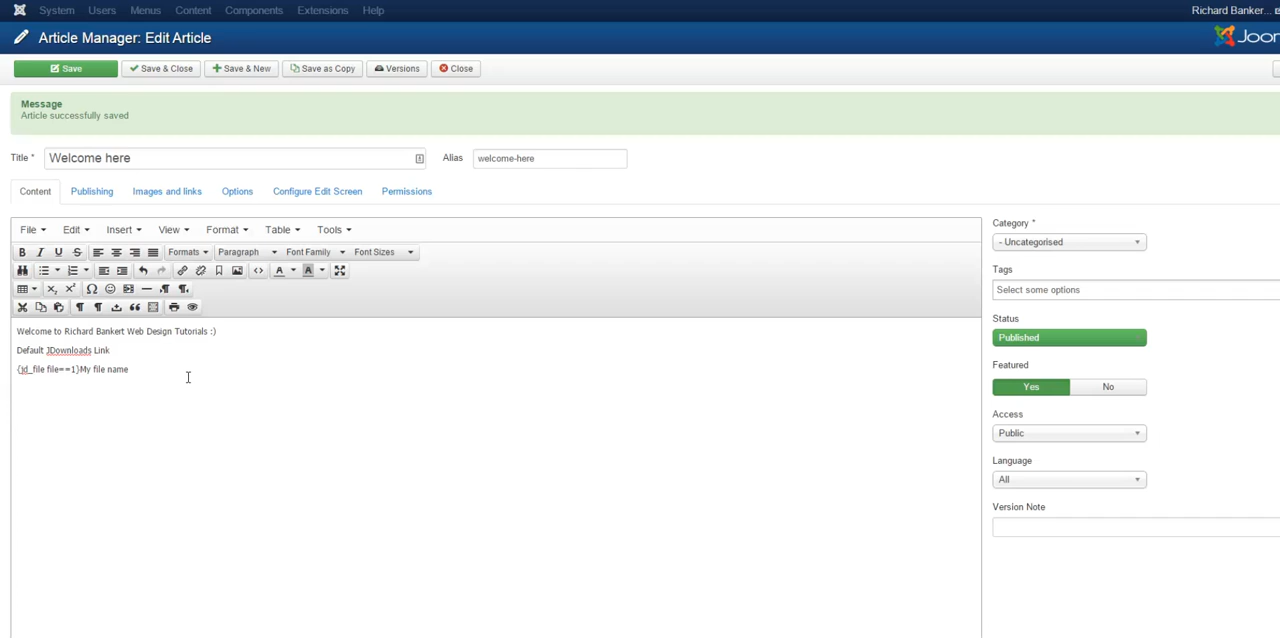 System Users Menus Content Components Extensions Help Richard Banker...
Article Manager: Edit Article Joo
Save Save & Close Save & New Save as Copy Versions Close
Message
Article successfully saved
Title * Welcome here Alias welcome-here
Content Publishing Images and links Options Configure Edit Screen Permissions
File Edit Insert View Format Table Tools
B I U S Formats Paragraph Font Family Font Sizes
A A
Welcome to Richard Bankert Web Design Tutorials :)
Default JDownloads Link
{jd_file file==1}My file name
Category *
- Uncategorised
Tags
Select some options
Status
Published
Featured
Yes No
Access
Public
Language
All
Version Note